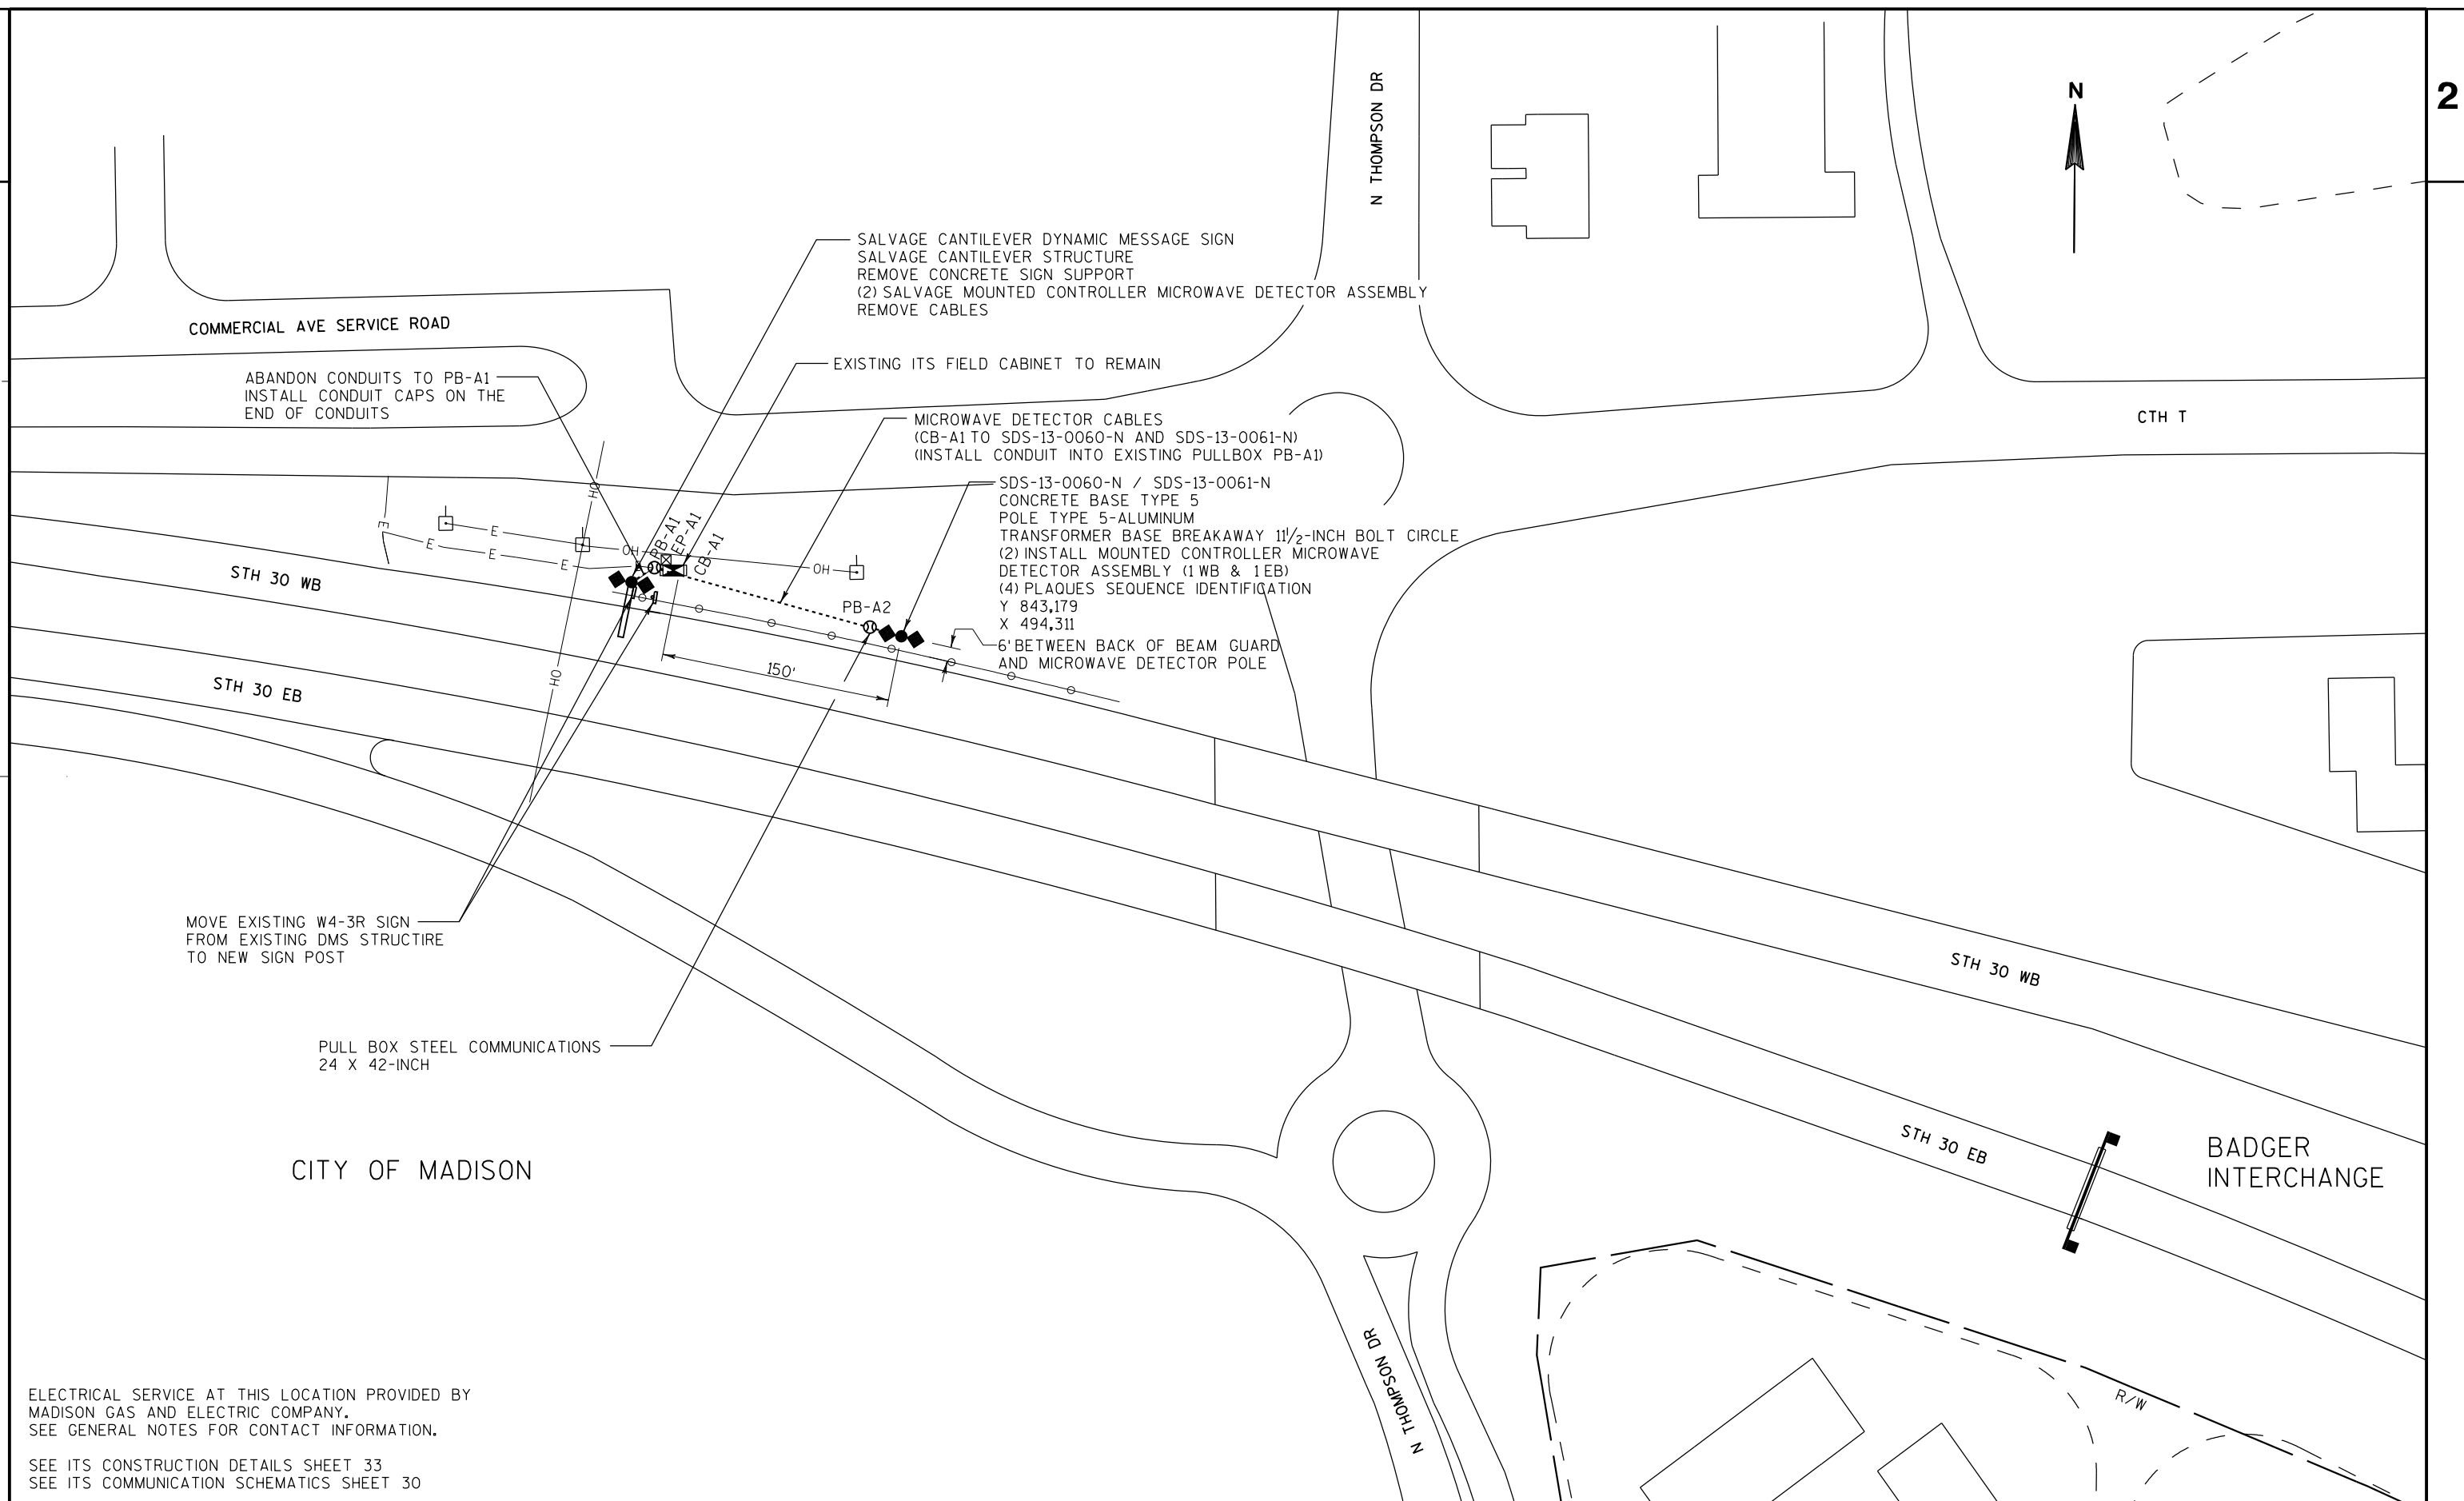 2
N
N THOMPSON DR
SALVAGE CANTILEVER DYNAMIC MESSAGE SIGN
SALVAGE CANTILEVER STRUCTURE
REMOVE CONCRETE SIGN SUPPORT
(2) SALVAGE MOUNTED CONTROLLER MICROWAVE DETECTOR ASSEMBLY
REMOVE CABLES
COMMERCIAL AVE SERVICE ROAD
EXISTING ITS FIELD CABINET TO REMAIN
ABANDON CONDUITS TO PB-A1
INSTALL CONDUIT CAPS ON THE
END OF CONDUITS
MICROWAVE DETECTOR CABLES
(CB-A1 TO SDS-13-0060-N AND SDS-13-0061-N)
(INSTALL CONDUIT INTO EXISTING PULLBOX PB-A1)
CTH T
SDS-13-0060-N / SDS-13-0061-N
CONCRETE BASE TYPE 5
POLE TYPE 5-ALUMINUM
TRANSFORMER BASE BREAKAWAY 11 1/2-INCH BOLT CIRCLE
(2) INSTALL MOUNTED CONTROLLER MICROWAVE
DETECTOR ASSEMBLY (1 WB & 1 EB)
(4) PLAQUES SEQUENCE IDENTIFICATION
Y 843,179
X 494,311
6' BETWEEN BACK OF BEAM GUARD
AND MICROWAVE DETECTOR POLE
OH
E
E
E
E
E
OH
OH
OH
PB-A1
EP-A1
CB-A1
PB-A2
150'
STH 30 WB
STH 30 EB
MOVE EXISTING W4-3R SIGN
FROM EXISTING DMS STRUCTIRE
TO NEW SIGN POST
STH 30 WB
PULL BOX STEEL COMMUNICATIONS
24 X 42-INCH
STH 30 EB
BADGER
INTERCHANGE
CITY OF MADISON
N THOMPSON DR
R/W
ELECTRICAL SERVICE AT THIS LOCATION PROVIDED BY
MADISON GAS AND ELECTRIC COMPANY.
SEE GENERAL NOTES FOR CONTACT INFORMATION.
SEE ITS CONSTRUCTION DETAILS SHEET 33
SEE ITS COMMUNICATION SCHEMATICS SHEET 30